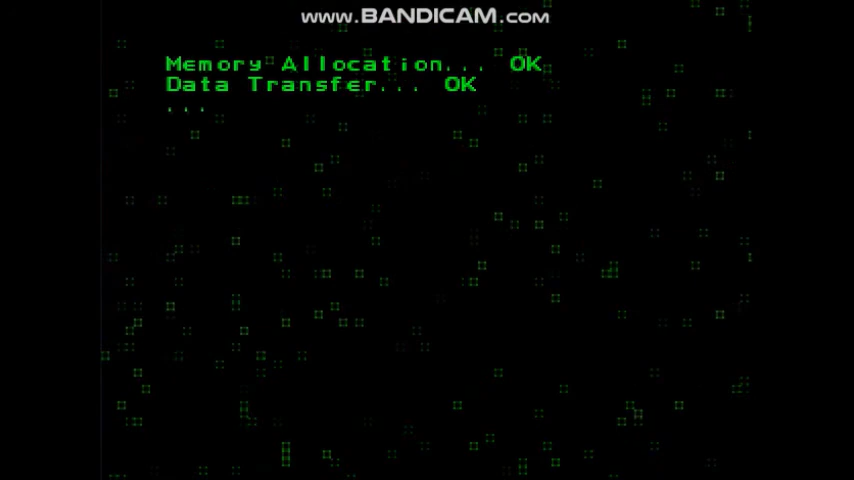 www.BANDICAM.com
Memory Allocation... OK
Data Transfer... OK
...